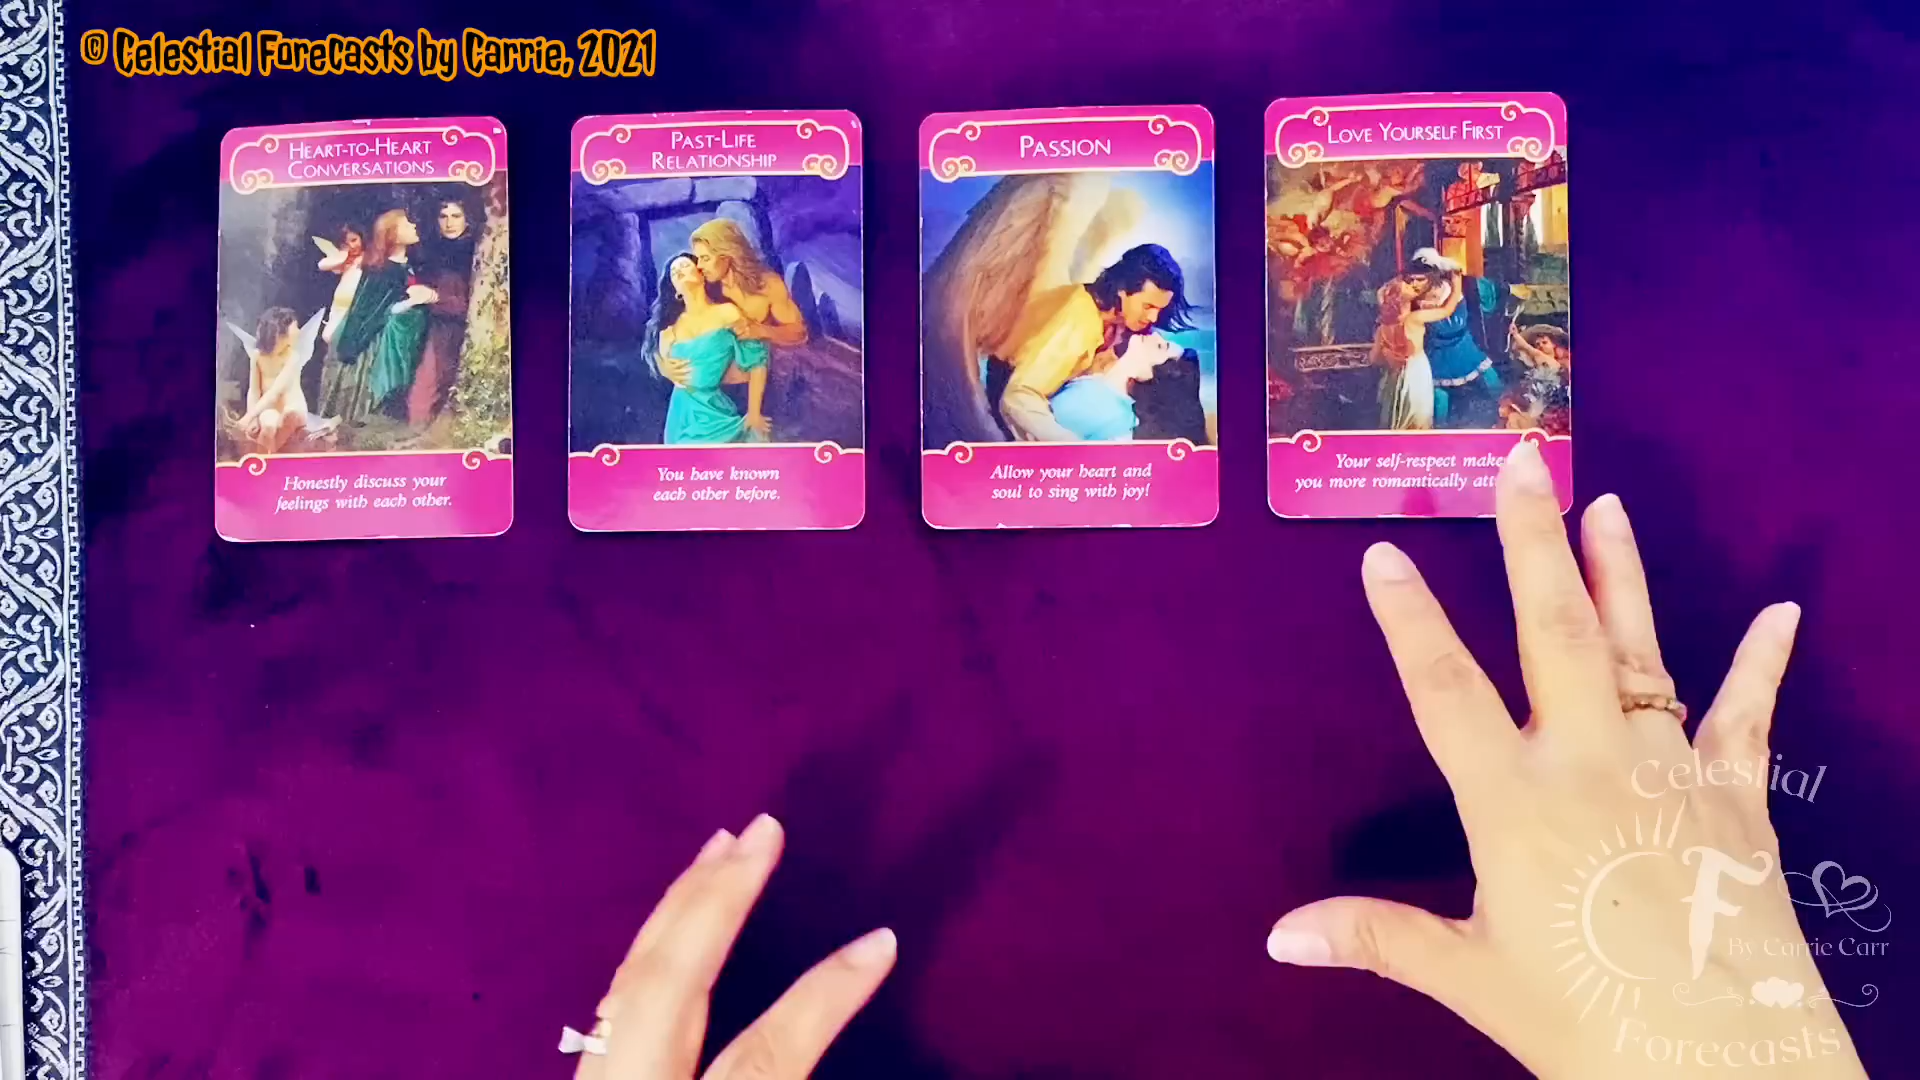 © Celestial Forecasts by Carrie, 2021
HEART-TO-HEART
CONVERSATIONS
Honestly discuss your
feelings with each other.
PAST-LIFE
RELATIONSHIP
You have known
each other before.
PASSION
Allow your heart and
soul to sing with joy!
LOVE YOURSELF FIRST
Your self-respect
you more romantically
Celestial
F
By Carrie Carr
Forecasts